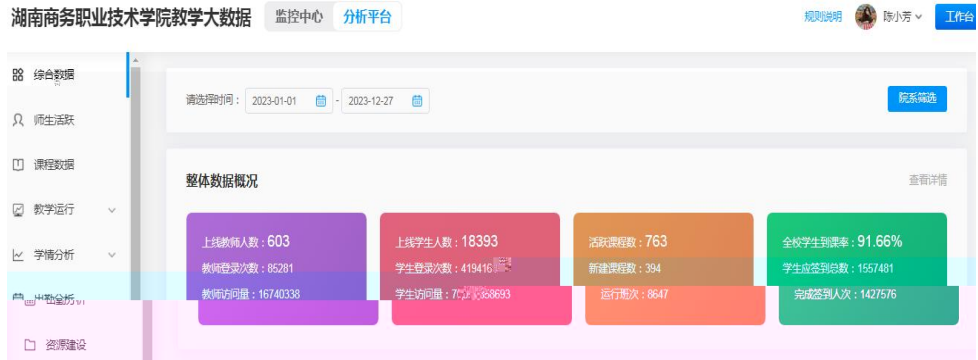 湖南商务职业技术学院教学大数据 监控中心 分析平台 规则说明 陈小芳 工作台
综合数据
请选择时间： 2023-01-01 - 2023-12-27 院系筛选
师生活跃
课程数据
整体数据概况 查看详情
教学运行
上线教师人数：603 上线学生人数：18393 活跃课程数：763 全校学生到课率：91.66%
学情分析
教师登录次数：85281 学生登录次数：419416 新建课程数：394 学生应签到总数：1557481
教师访问量：16740338 学生访问量：70 368693 运行班次：8647 完成签到人次：1427576
资源建设